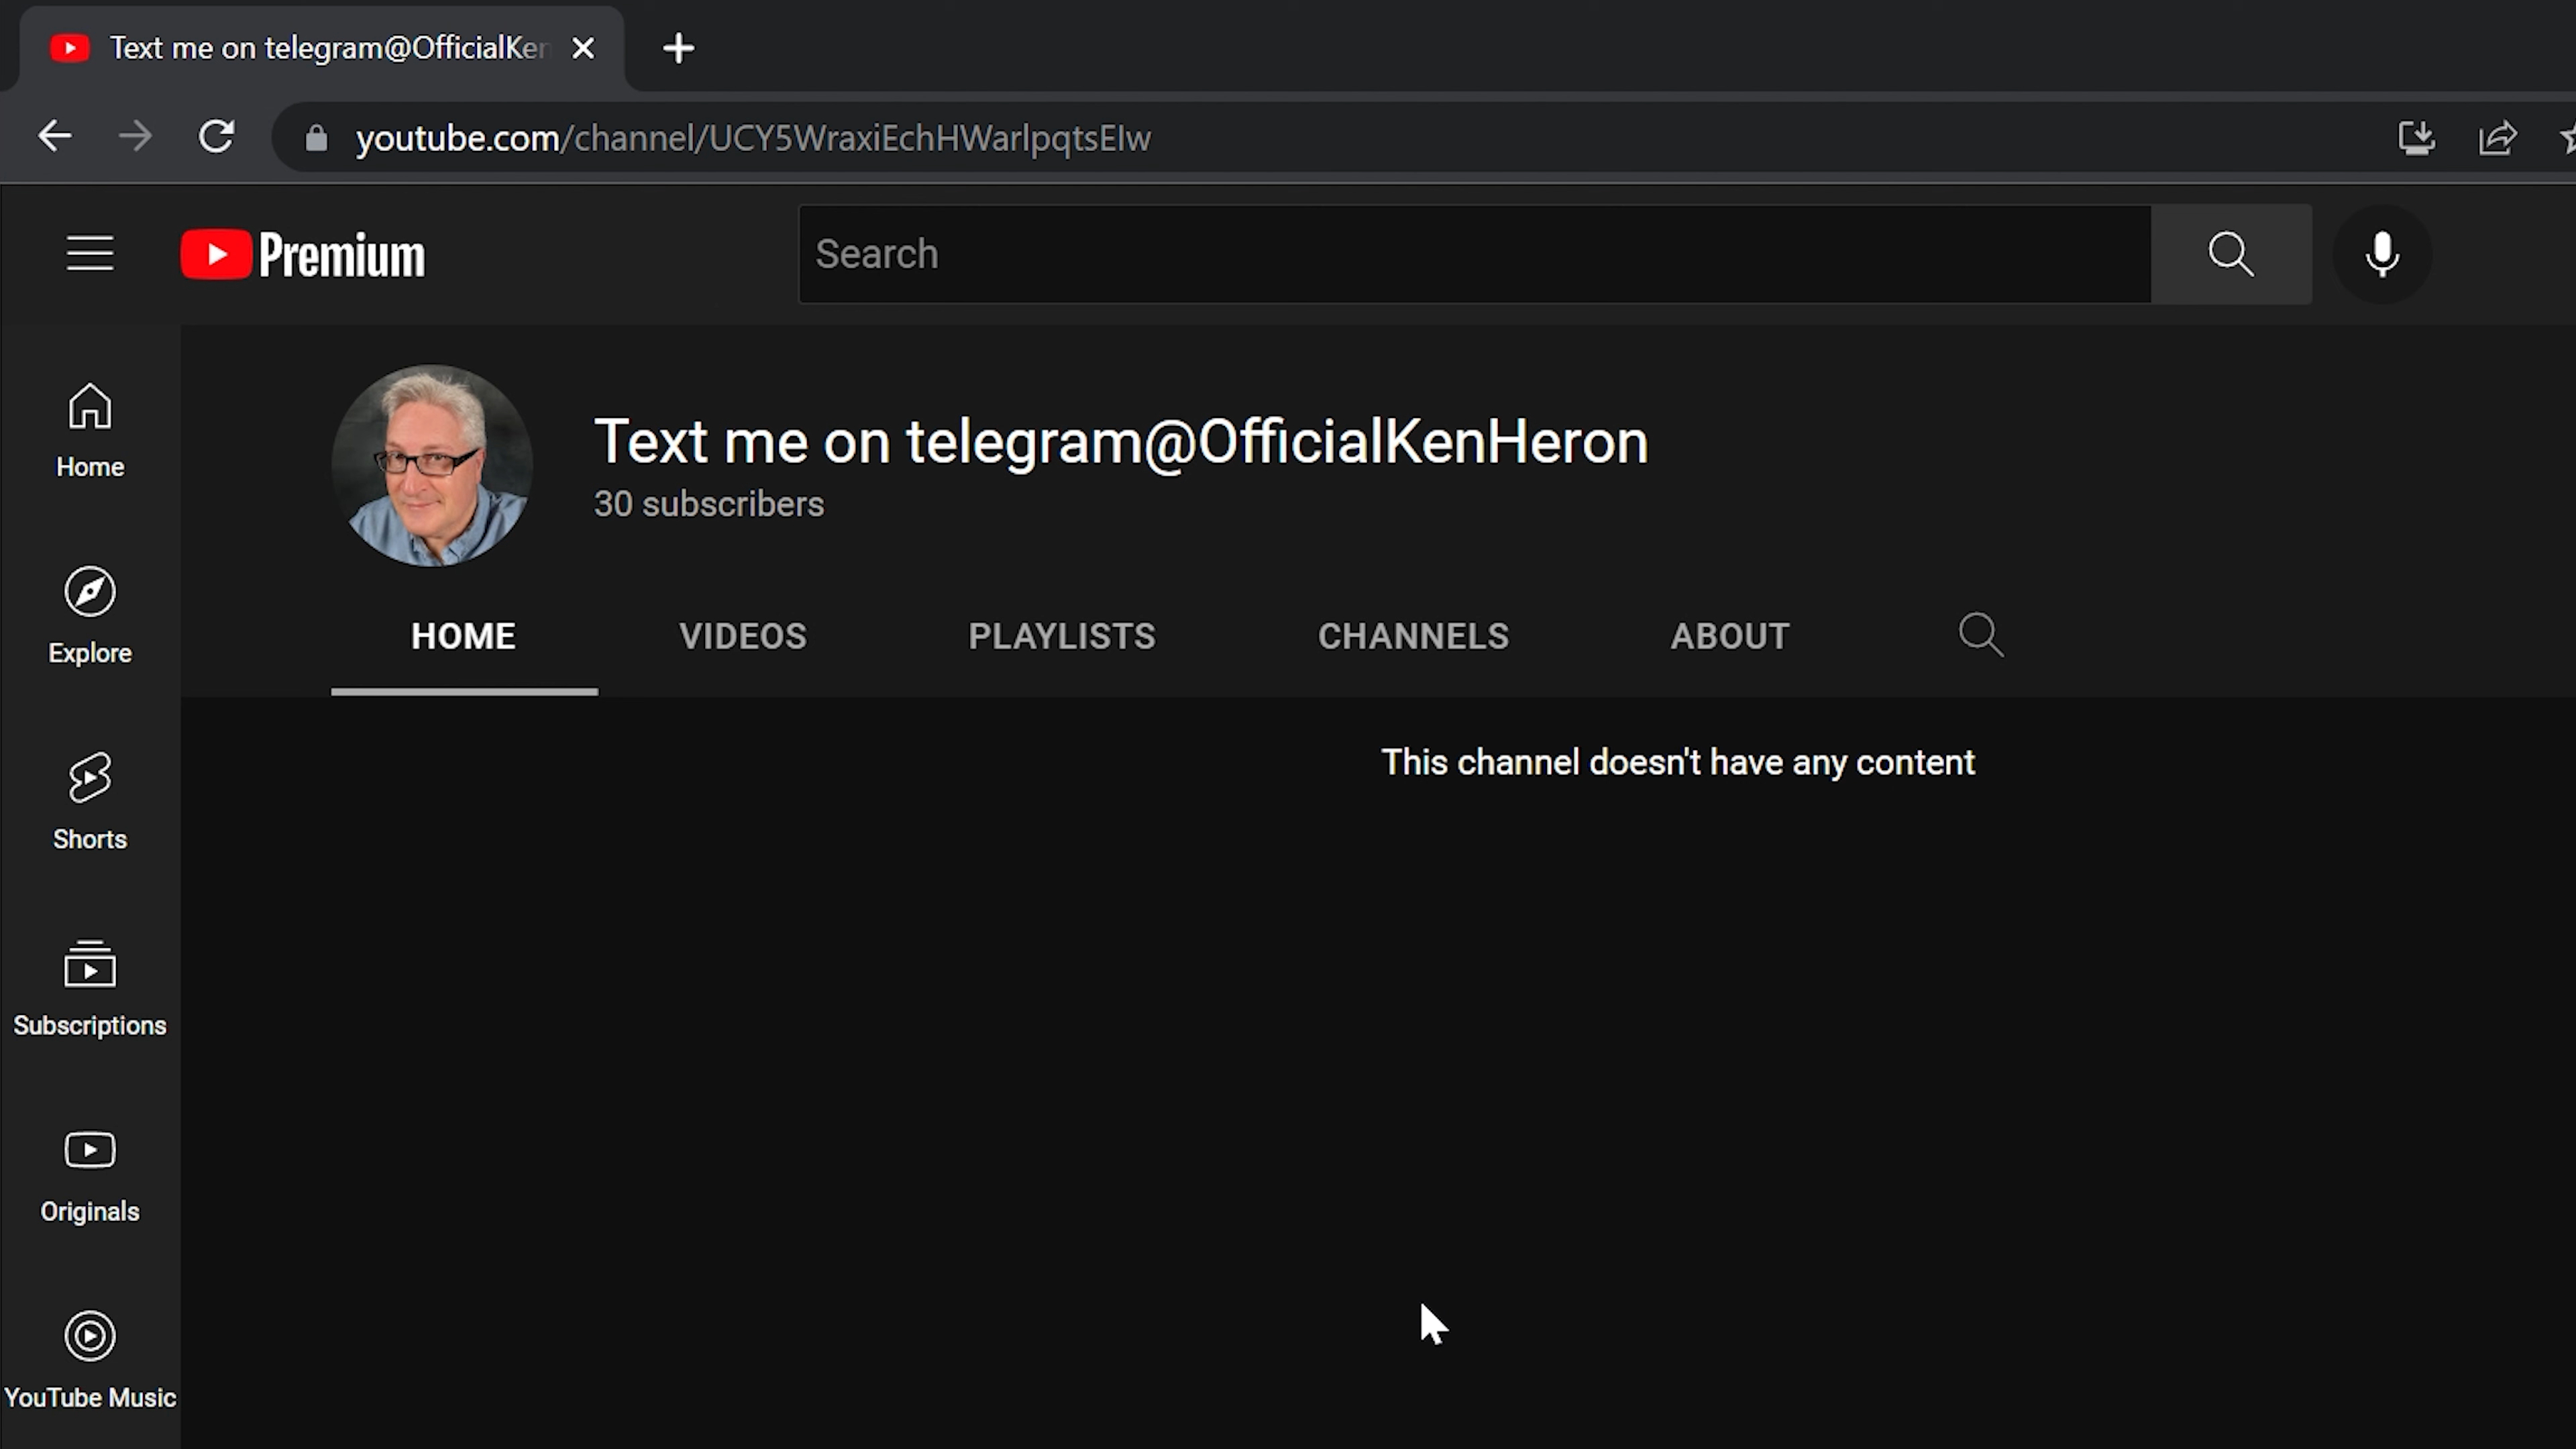 Text me on telegram@OfficialKen
youtube.com/channel/UCY5WraxiEchHWarlpqtsElw
Premium
Search
Home
Explore
Shorts
Subscriptions
Originals
YouTube Music
Text me on telegram@OfficialKenHeron
30 subscribers
HOME VIDEOS PLAYLISTS CHANNELS ABOUT
This channel doesn't have any content